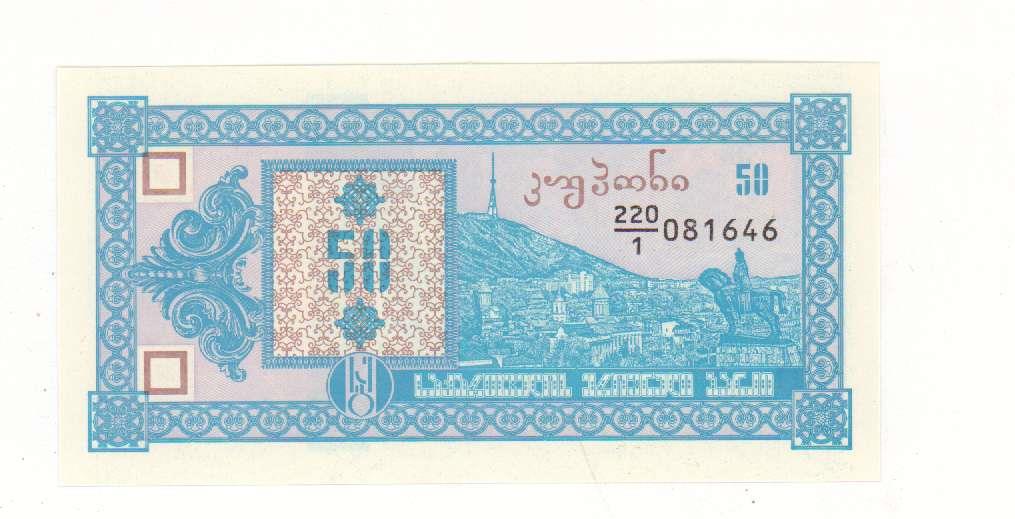 კუპონი 50
220/1 081646
50
საქართველოს ეროვნული ბანკი